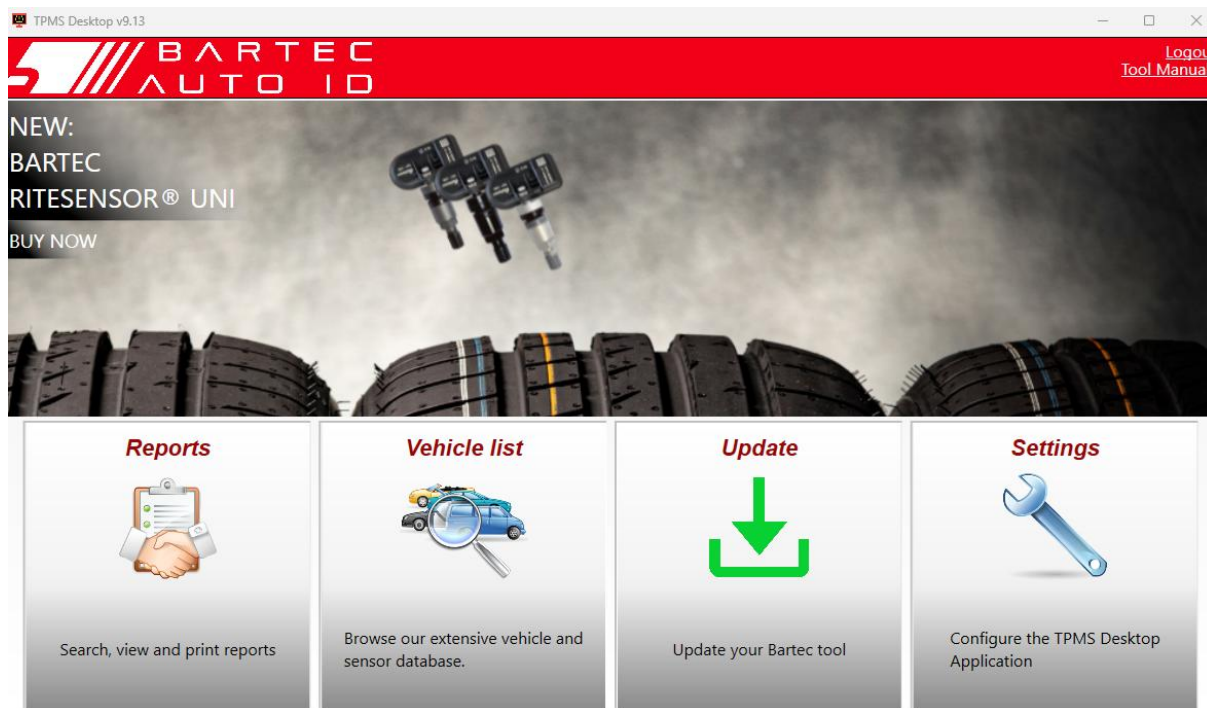 TPMS Desktop v9.13
BARTEC
AUTO ID
Logou
Tool Manua
NEW:
BARTEC
RITESENSOR® UNI
BUY NOW
Reports
Vehicle list
Update
Settings
Search, view and print reports
Browse our extensive vehicle and
sensor database.
Update your Bartec tool
Configure the TPMS Desktop
Application